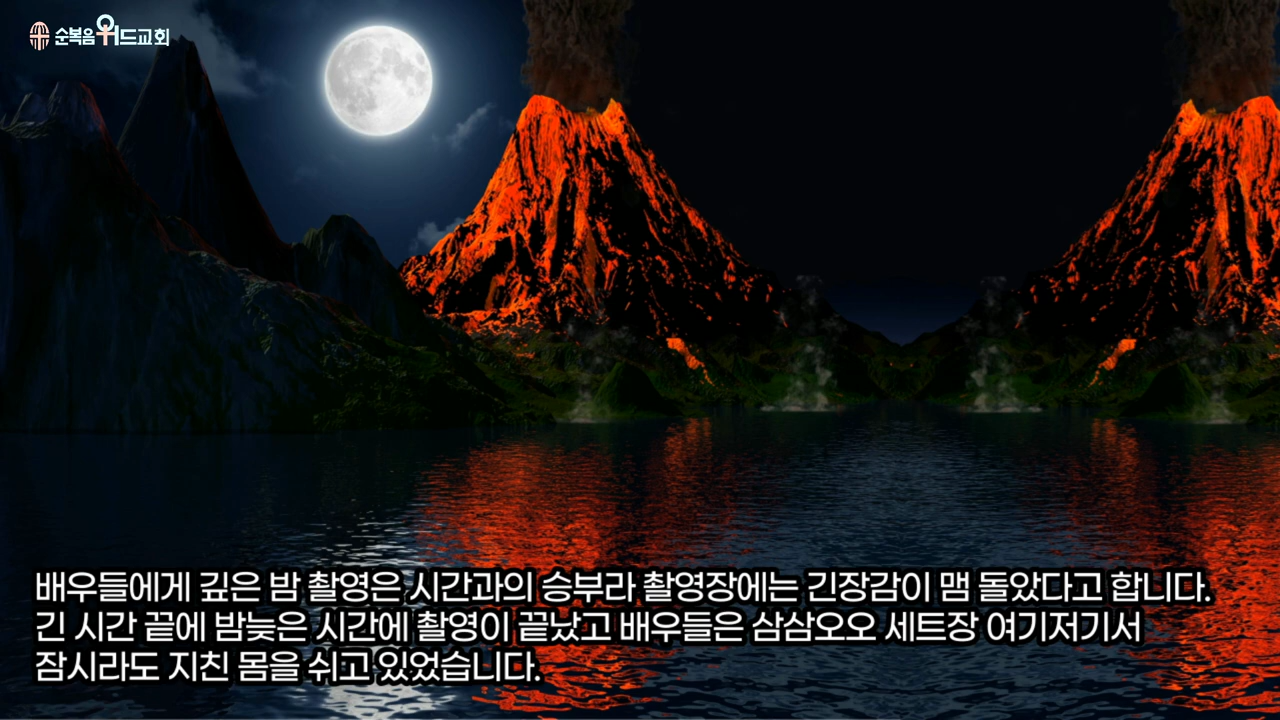 순복음워드교회
배우들에게 깊은 밤 촬영은 시간과의 승부라 촬영장에는 긴장감이 맴 돌았다고 합니다.
긴 시간 끝에 밤늦은 시간에 촬영이 끝났고 배우들은 삼삼오오 세트장 여기저기서
잠시라도 지친 몸을 쉬고 있었습니다.